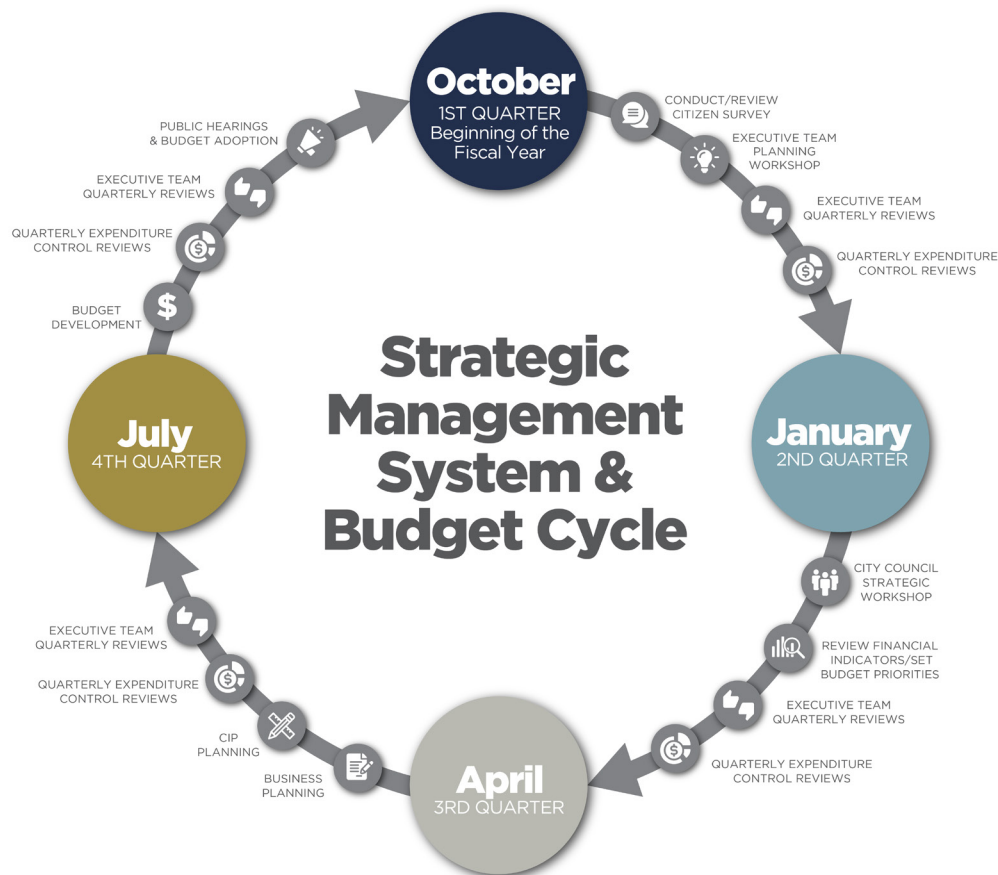 October
1ST QUARTER
Beginning of the
Fiscal Year
CONDUCT/REVIEW
CITIZEN SURVEY
EXECUTIVE TEAM
PLANNING
WORKSHOP
EXECUTIVE TEAM
QUARTERLY REVIEWS
QUARTERLY EXPENDITURE
CONTROL REVIEWS
January
2ND QUARTER
CITY COUNCIL
STRATEGIC
WORKSHOP
REVIEW FINANCIAL
INDICATORS/SET
BUDGET PRIORITIES
EXECUTIVE TEAM
QUARTERLY REVIEWS
QUARTERLY EXPENDITURE
CONTROL REVIEWS
April
3RD QUARTER
BUSINESS
PLANNING
CIP
PLANNING
QUARTERLY EXPENDITURE
CONTROL REVIEWS
EXECUTIVE TEAM
QUARTERLY REVIEWS
July
4TH QUARTER
BUDGET
DEVELOPMENT
$
QUARTERLY EXPENDITURE
CONTROL REVIEWS
EXECUTIVE TEAM
QUARTERLY REVIEWS
PUBLIC HEARINGS
& BUDGET ADOPTION
Strategic
Management
System &
Budget Cycle